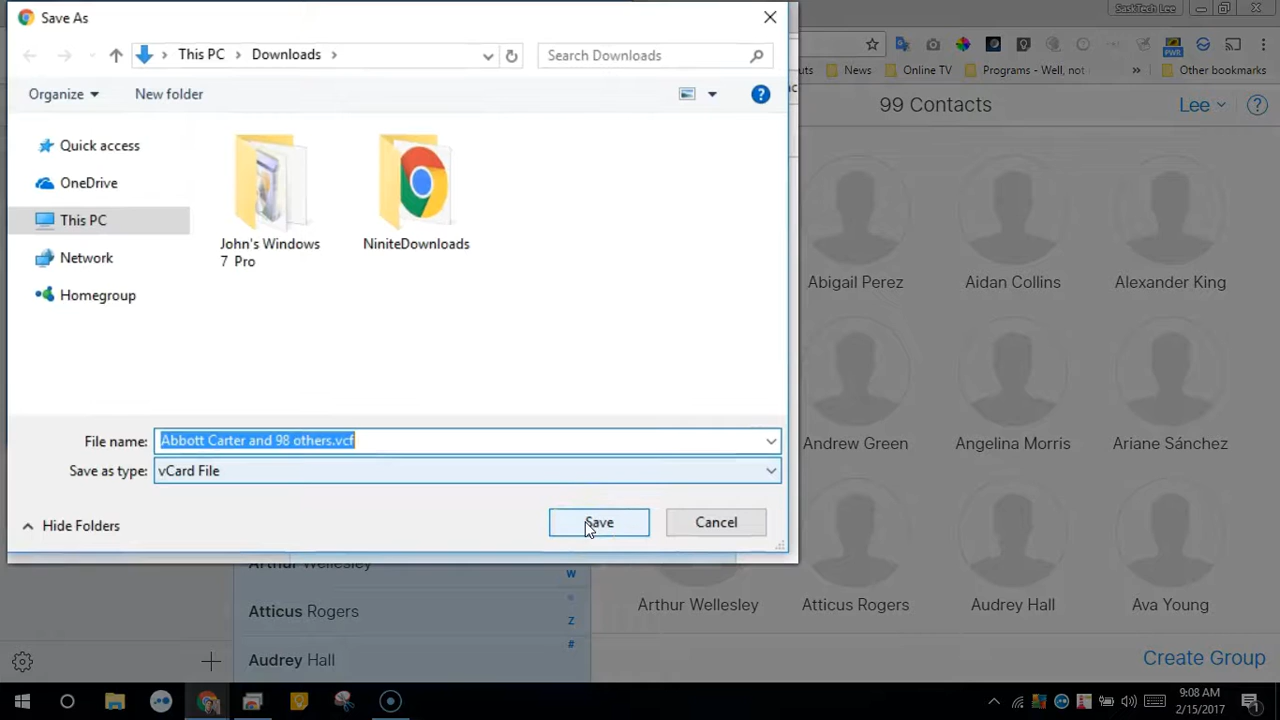 Save As
SaskTech Lee
This PC
Downloads
Search Downloads
uts
News
Online TV
Programs - Well, not
»
Other bookmarks
Organize
New folder
99 Contacts
Lee
Quick access
OneDrive
This PC
Network
Homegroup
John's Windows
7 Pro
NiniteDownloads
Abigail Perez
Aidan Collins
Alexander King
Andrew Green
Angelina Morris
Ariane Sánchez
File name:
Abbott Carter and 98 others.vcf
Save as type:
vCard File
Hide Folders
Save
Cancel
Arthur Wellesley
Atticus Rogers
Audrey Hall
W
Z
#
Arthur Wellesley
Atticus Rogers
Audrey Hall
Ava Young
Create Group
9:08 AM
2/15/2017